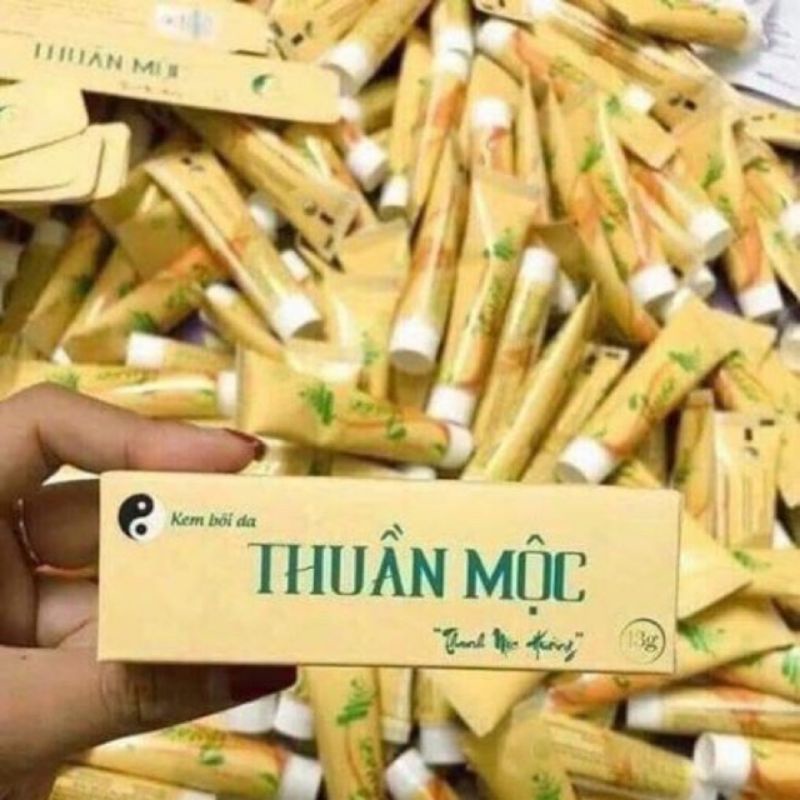 THUẦN MỘC
Kem bôi da
THUẦN MỘC
"Thanh Mộc Hương"
13g